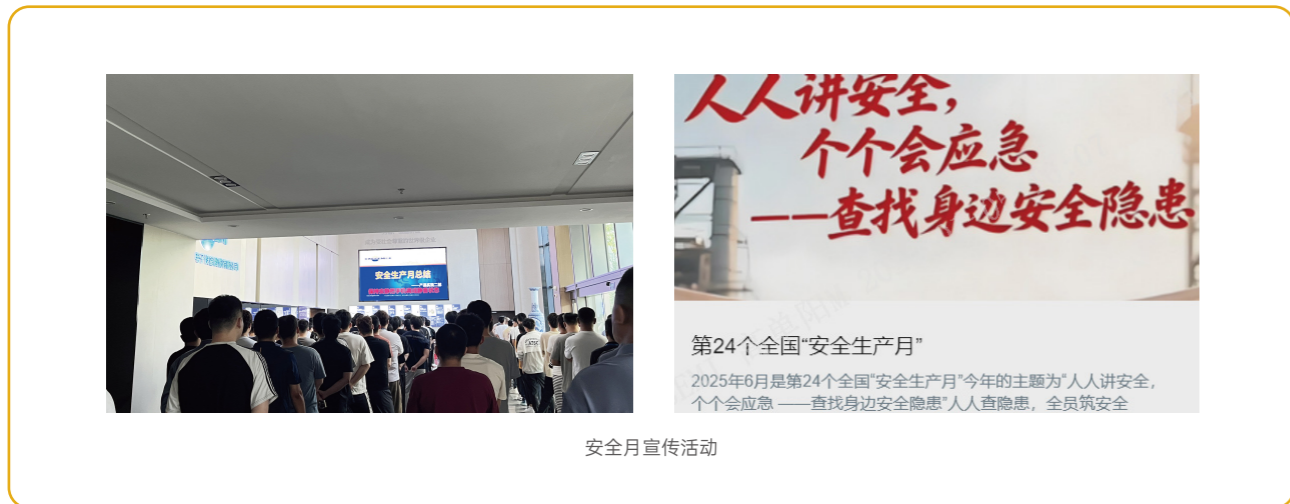 安全生产月总结
人人讲安全，
个个会应急
——查找身边安全隐患
第24个全国“安全生产月”
2025年6月是第24个全国“安全生产月”今年的主题为“人人讲安全，
个个会应急 ——查找身边安全隐患”人人查隐患，全员筑安全
安全月宣传活动